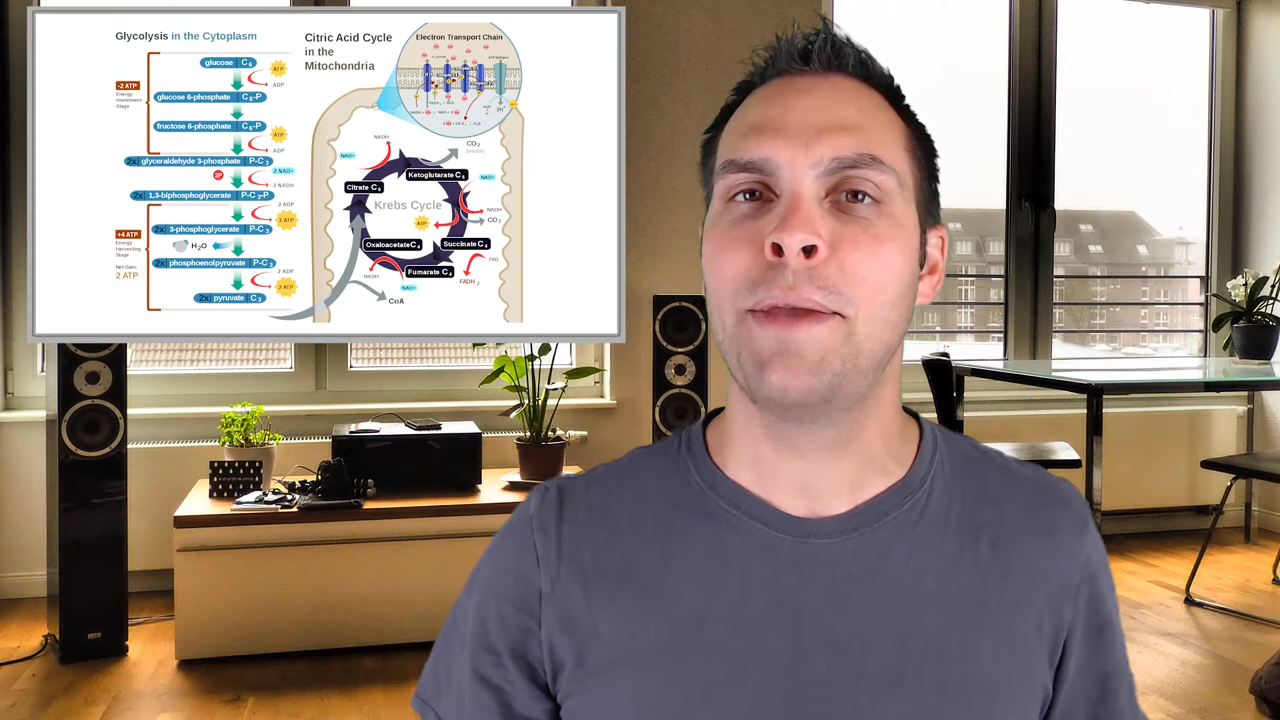 Glycolysis in the Cytoplasm
glucose C6
ATP
ADP
-2 ATP
Energy
Investment
Stage
glucose 6-phosphate C6-P
fructose 6-phosphate C6-P
ATP
ADP
2x glyceraldehyde 3-phosphate P-C3
2P
2 NAD+
2 NADH
2x 1,3-biphosphoglycerate P-C3-P
2 ADP
2 ATP
+4 ATP
Energy
Harvesting
Stage
Net Gain:
2 ATP
2x 3-phosphoglycerate P-C3
H2O
2x phosphoenolpyruvate P-C3
2 ADP
2 ATP
2x pyruvate C3
Citric Acid Cycle
in the
Mitochondria
Electron Transport Chain
NADH
NAD+
CO2
(waste)
Ketoglutarate C5
NAD+
Citrate C6
Krebs Cycle
NADH
CO2
ATP
Oxaloacetate C4
Succinate C4
FAD
NADH
Fumarate C4
FADH2
NAD+
CoA
HECO